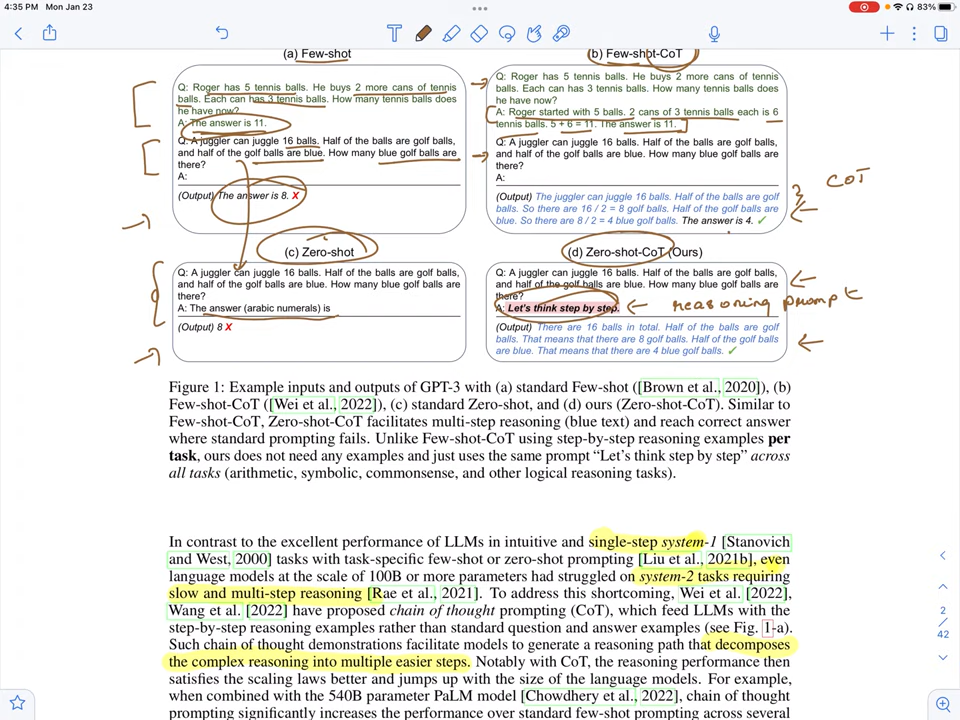 4:35 PM Mon Jan 23
83%
(a) Few-shot
Q: Roger has 5 tennis balls. He buys 2 more cans of tennis
balls. Each can has 3 tennis balls. How many tennis balls does
he have now?
A: The answer is 11.
Q: A juggler can juggle 16 balls. Half of the balls are golf balls,
and half of the golf balls are blue. How many blue golf balls are
there?
A:
(Output) The answer is 8. X
(b) Few-shot-CoT
Q: Roger has 5 tennis balls. He buys 2 more cans of tennis
balls. Each can has 3 tennis balls. How many tennis balls does
he have now?
A: Roger started with 5 balls. 2 cans of 3 tennis balls each is 6
tennis balls. 5 + 6 = 11. The answer is 11.
Q: A juggler can juggle 16 balls. Half of the balls are golf balls,
and half of the golf balls are blue. How many blue golf balls are
there?
A:
(Output) The juggler can juggle 16 balls. Half of the balls are golf
balls. So there are 16 / 2 = 8 golf balls. Half of the golf balls are
blue. So there are 8 / 2 = 4 blue golf balls. The answer is 4. ✓
COT
(c) Zero-shot
Q: A juggler can juggle 16 balls. Half of the balls are golf balls,
and half of the golf balls are blue. How many blue golf balls are
there?
A: The answer (arabic numerals) is
(Output) 8 X
(d) Zero-shot-CoT (Ours)
Q: A juggler can juggle 16 balls. Half of the balls are golf balls,
and half of the golf balls are blue. How many blue golf balls are
there?
A: Let's think step by step.
reasoning prompt
(Output) There are 16 balls in total. Half of the balls are golf
balls. That means that there are 8 golf balls. Half of the golf balls
are blue. That means that there are 4 blue golf balls. ✓
Figure 1: Example inputs and outputs of GPT-3 with (a) standard Few-shot ([Brown et al., 2020]), (b)
Few-shot-CoT ([Wei et al., 2022]), (c) standard Zero-shot, and (d) ours (Zero-shot-CoT). Similar to
Few-shot-CoT, Zero-shot-CoT facilitates multi-step reasoning (blue text) and reach correct answer
where standard prompting fails. Unlike Few-shot-CoT using step-by-step reasoning examples per
task, ours does not need any examples and just uses the same prompt “Let's think step by step” across
all tasks (arithmetic, symbolic, commonsense, and other logical reasoning tasks).
In contrast to the excellent performance of LLMs in intuitive and single-step system-1 [Stanovich
and West, 2000] tasks with task-specific few-shot or zero-shot prompting [Liu et al., 2021b], even
language models at the scale of 100B or more parameters had struggled on system-2 tasks requiring
slow and multi-step reasoning [Rae et al., 2021]. To address this shortcoming, Wei et al. [2022],
Wang et al. [2022] have proposed chain of thought prompting (CoT), which feed LLMs with the
step-by-step reasoning examples rather than standard question and answer examples (see Fig. 1-a).
Such chain of thought demonstrations facilitate models to generate a reasoning path that decomposes
the complex reasoning into multiple easier steps. Notably with CoT, the reasoning performance then
satisfies the scaling laws better and jumps up with the size of the language models. For example,
when combined with the 540B parameter PaLM model [Chowdhery et al., 2022], chain of thought
prompting significantly increases the performance over standard few-shot prompting across several
2
/
42